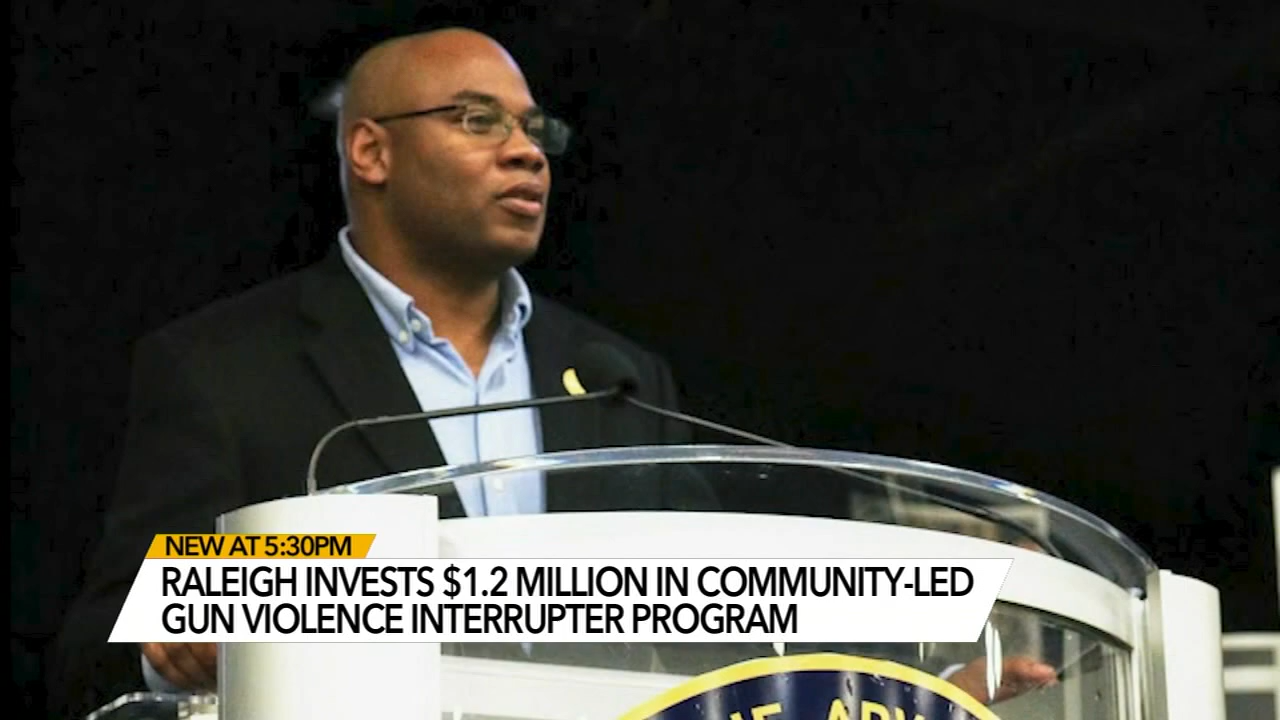 NEW AT 5:30PM
RALEIGH INVESTS $1.2 MILLION IN COMMUNITY-LED
GUN VIOLENCE INTERRUPTER PROGRAM